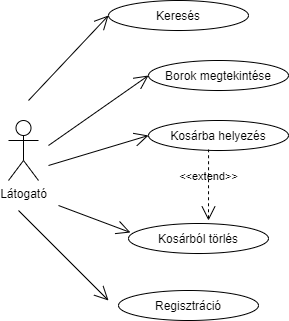 Keresés
Borok megtekintése
Kosárba helyezés
Látogató
<<extend>>
Kosárból törlés
Regisztráció